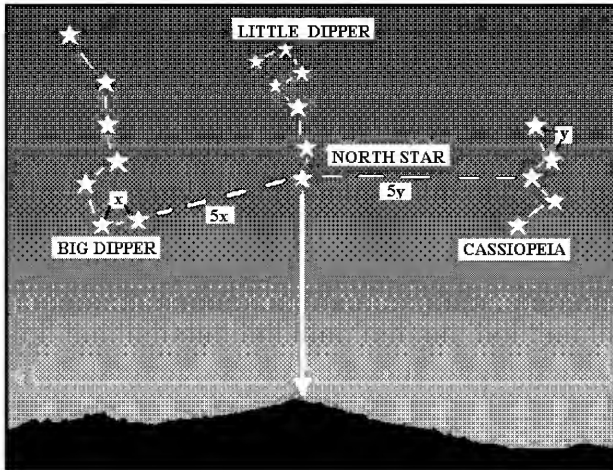 LITTLE DIPPER
y
NORTH STAR
x
5x
5y
BIG DIPPER
CASSIOPEIA